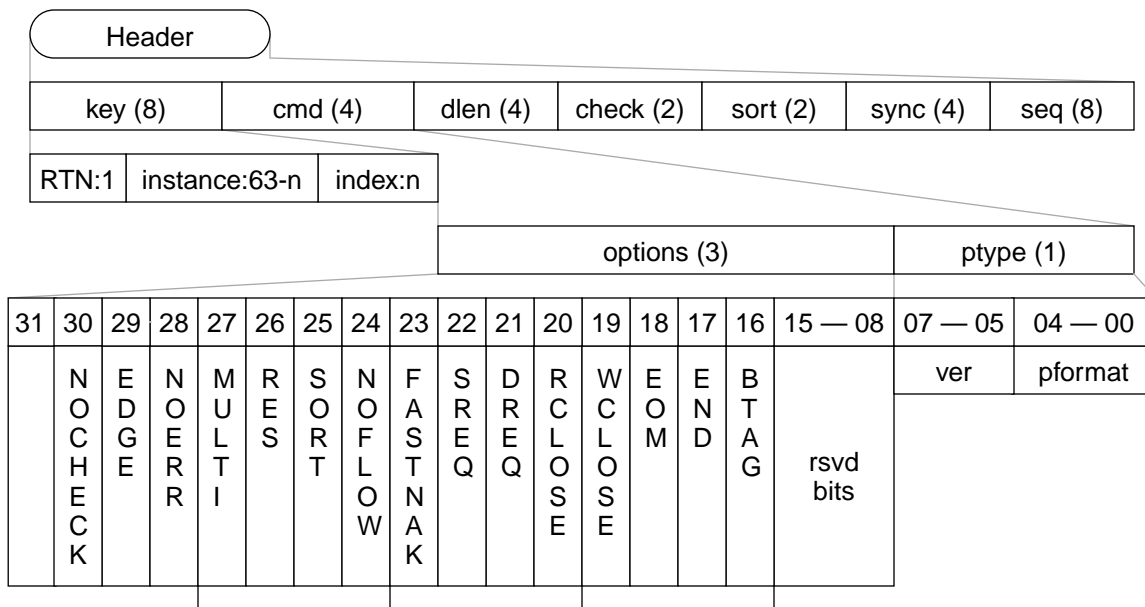 Header
key (8) cmd (4) dlen (4) check (2) sort (2) sync (4) seq (8)
RTN:1 instance:63-n index:n
options (3) ptype (1)
31 30 29 28 27 26 25 24 23 22 21 20 19 18 17 16 15 — 08 07 — 05 04 — 00
NOCHECK
EDGE
NOERR
MULTI
RES
SORT
NOFLOW
FASTNAK
SREQ
DREQ
RCLOSE
WCLOSE
EOM
END
BTAG
rsvd
bits
ver pformat